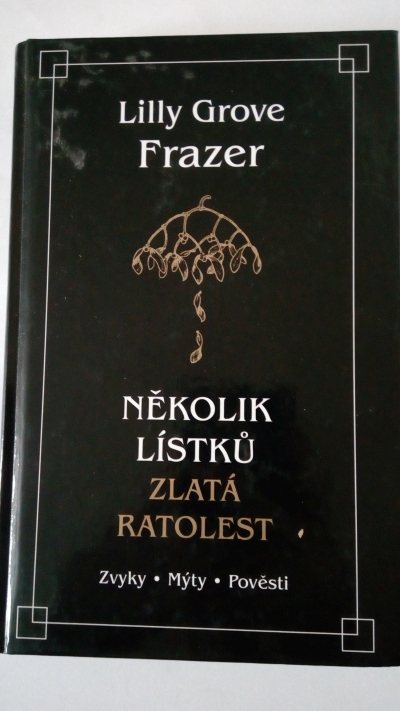 Lilly Grove
Frazer
NĚKOLIK
LÍSTKŮ
ZLATÁ
RATOLEST
Zvyky • Mýty • Pověsti